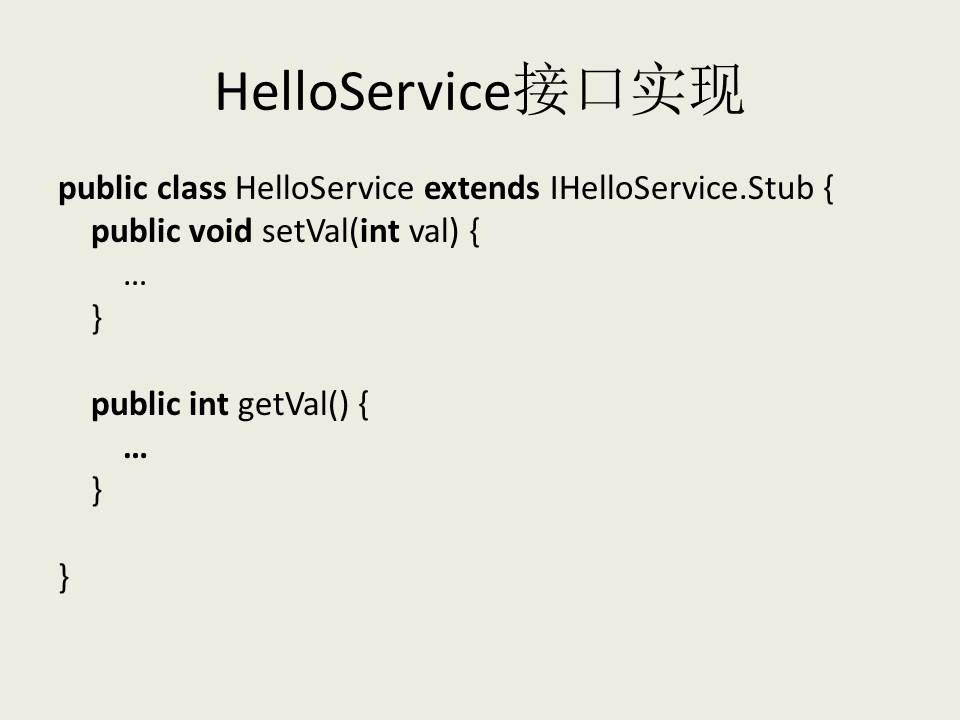 HelloService接口实现
public class HelloService extends IHelloService.Stub {
public void setVal(int val) {
…
}
public int getVal() {
…
}
}